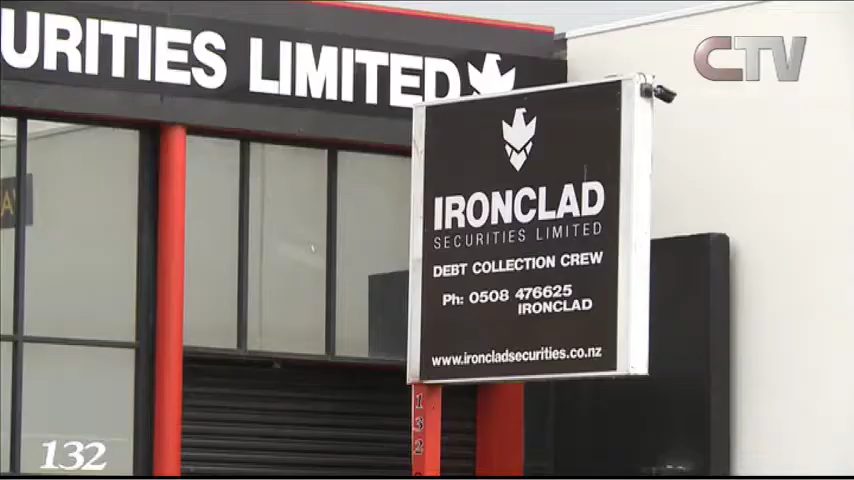 URITIES LIMITED
CTV
IRONCLAD
SECURITIES LIMITED
DEBT COLLECTION CREW
Ph: 0508 476625
IRONCLAD
www.ironcladsecurities.co.nz
132
132